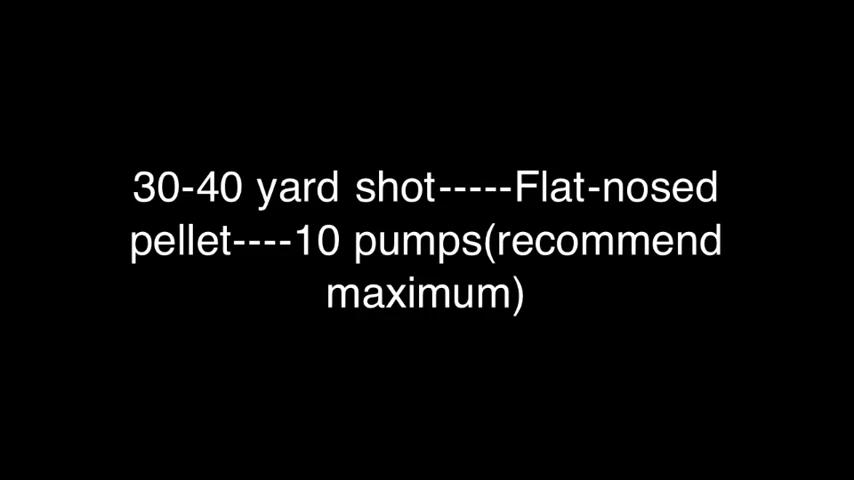 30-40 yard shot-----Flat-nosed
pellet----10 pumps(recommend
maximum)